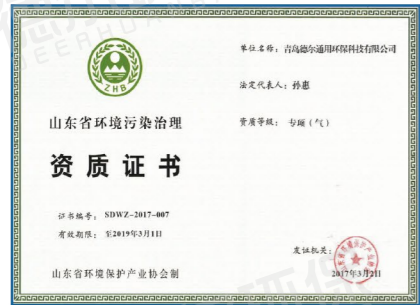 ZHB
山东省环境污染治理
资质证书
证书编号：SDWZ-2017-007
有效期限：至2019年3月1日
山东省环境保护产业协会制
单位名称：青岛德尔通用环保科技有限公司
法定代表人：孙惠
资质等级：专项（气）
发证机关：
2017年3月2日